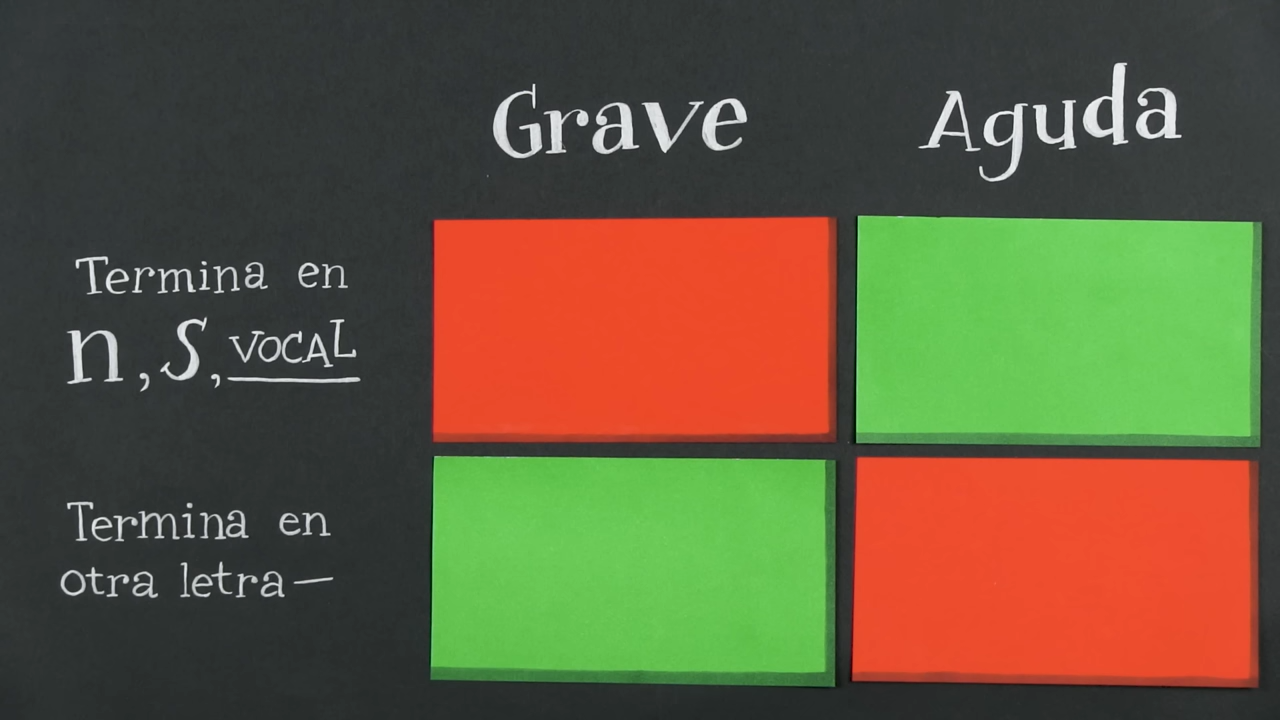 Grave Aguda
Termina en
n, s, VOCAL
Termina en
otra letra—